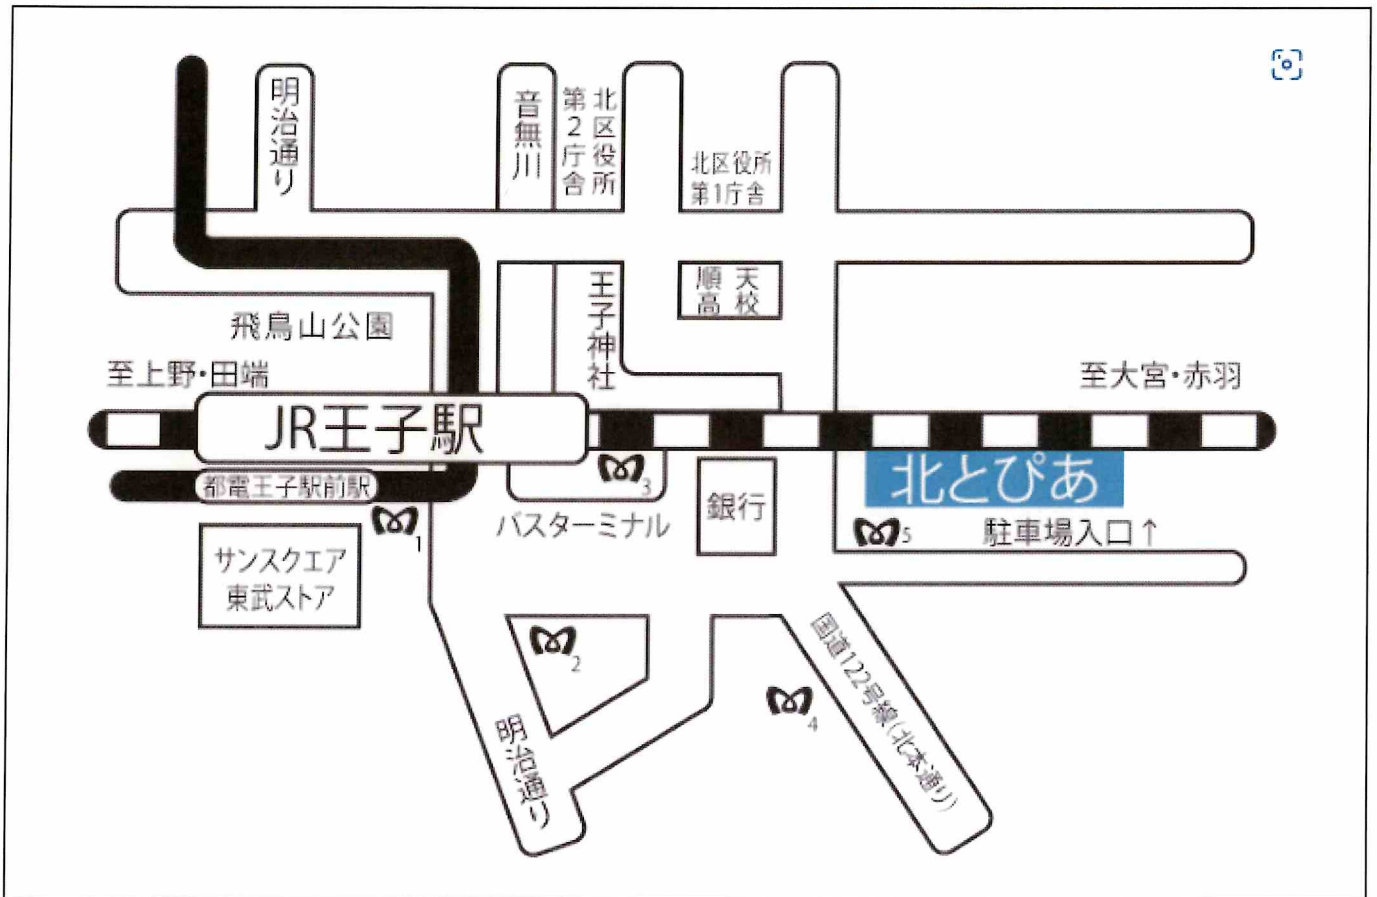 明治通り
音無川
北区役所
第2庁舎
北区役所
第1庁舎
順天
高校
王子神社
飛鳥山公園
至上野・田端
至大宮・赤羽
JR王子駅
都電王子駅前駅
北とぴあ
3
銀行
バスターミナル
1
5
駐車場入口↑
サンスクエア
東武ストア
2
4
国道122号線(北本通り)
明治通り